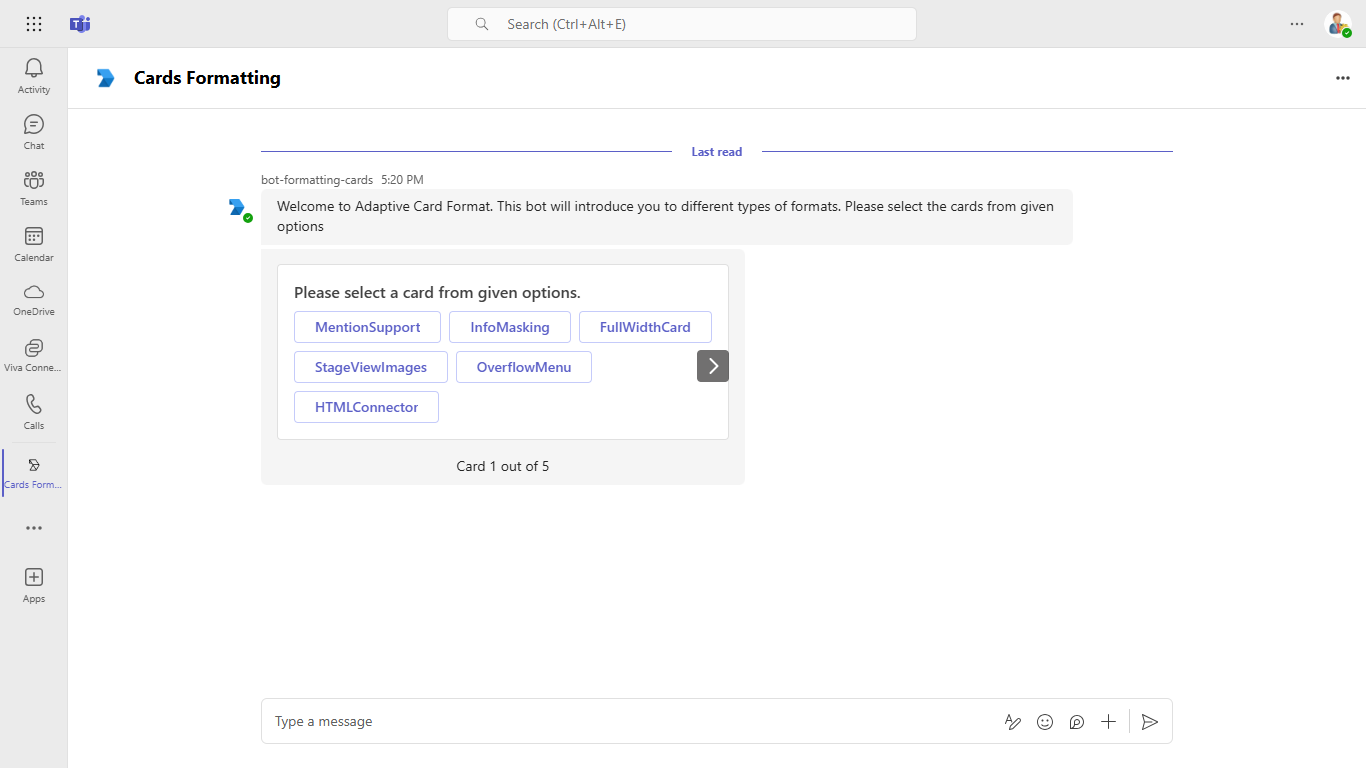 Search (Ctrl+Alt+E)
Activity
Chat
Teams
Calendar
OneDrive
Viva Conne...
Calls
Cards Form...
Apps
Cards Formatting
Last read
bot-formatting-cards 5:20 PM
Welcome to Adaptive Card Format. This bot will introduce you to different types of formats. Please select the cards from given
options
Please select a card from given options.
MentionSupport InfoMasking FullWidthCard
StageViewImages OverflowMenu
HTMLConnector
Card 1 out of 5
Type a message